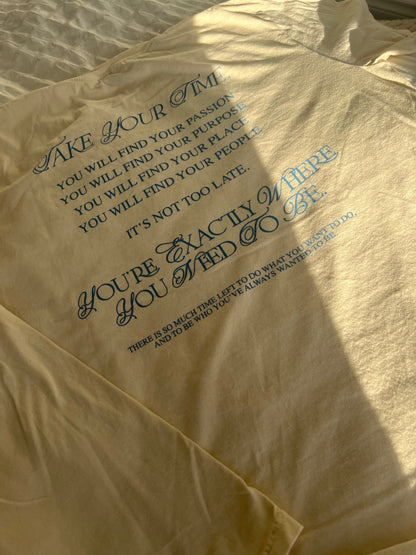 TAKE YOUR TIME.
YOU WILL FIND YOUR PASSION.
YOU WILL FIND YOUR PURPOSE.
YOU WILL FIND YOUR PLACE.
YOU WILL FIND YOUR PEOPLE.
IT'S NOT TOO LATE.
YOU'RE EXACTLY WHERE
YOU NEED TO BE.
THERE IS SO MUCH TIME LEFT TO DO WHAT YOU WANT TO DO.
AND TO BE WHO YOU'VE ALWAYS WANTED TO BE